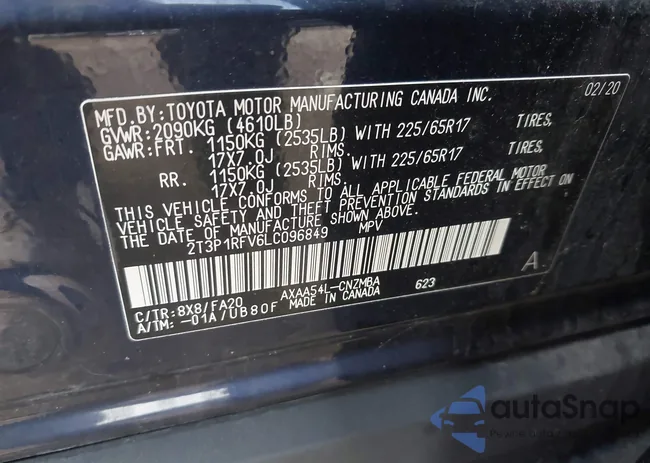 MFD. BY: TOYOTA MOTOR MANUFACTURING CANADA INC. 02/20
GVWR: 2090KG (4610LB)
GAWR: FRT. 1150KG (2535LB) WITH 225/65R17 TIRES,
17X7.0J RIMS.
RR. 1150KG (2535LB) WITH 225/65R17 TIRES,
17X7.0J RIMS.
THIS VEHICLE CONFORMS TO ALL APPLICABLE FEDERAL MOTOR
VEHICLE SAFETY AND THEFT PREVENTION STANDARDS IN EFFECT ON
THE DATE OF MANUFACTURE SHOWN ABOVE.
2T3P1RFV6LC096849 MPV
A
C/TR: 8X8/FA20 AXAA54L-CNZMBA 623
A/TM: -01A/UB80F MADE IN CANADA
autoSnap